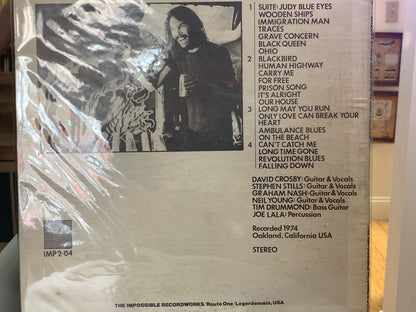 1 SUITE: JUDY BLUE EYES
WOODEN SHIPS
IMMIGRATION MAN
TRACES
GRAVE CONCERN
BLACK QUEEN
OHIO
2 BLACKBIRD
HUMAN HIGHWAY
CARRY ME
FOR FREE
PRISON SONG
IT'S ALRIGHT
OUR HOUSE
3 LONG MAY YOU RUN
ONLY LOVE CAN BREAK YOUR
HEART
AMBULANCE BLUES
ON THE BEACH
4 CAN'T CATCH ME
LONG TIME GONE
REVOLUTION BLUES
FALLING DOWN
DAVID CROSBY: Guitar & Vocals
STEPHEN STILLS: Guitar & Vocals
GRAHAM NASH: Guitar & Vocals
NEIL YOUNG: Guitar & Vocals
TIM DRUMMOND: Bass Guitar
JOE LALA: Percussion
Recorded 1974
Oakland, California USA
STEREO
IMP 2-04
THE IMPOSSIBLE RECORDWORKS/Route One/Legerdemain, USA